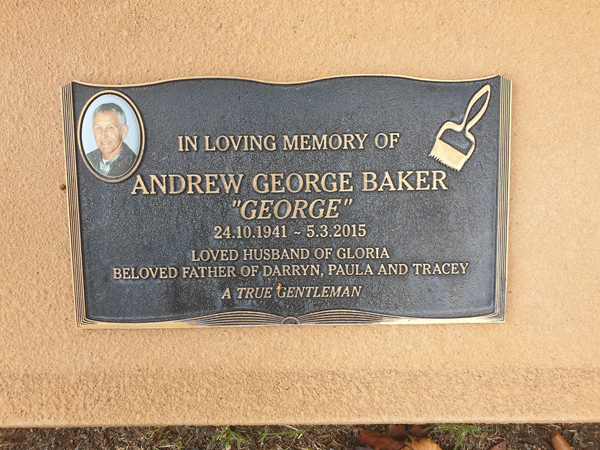 IN LOVING MEMORY OF
ANDREW GEORGE BAKER
"GEORGE"
24.10.1941 ~ 5.3.2015
LOVED HUSBAND OF GLORIA
BELOVED FATHER OF DARRYN, PAULA AND TRACEY
A TRUE GENTLEMAN